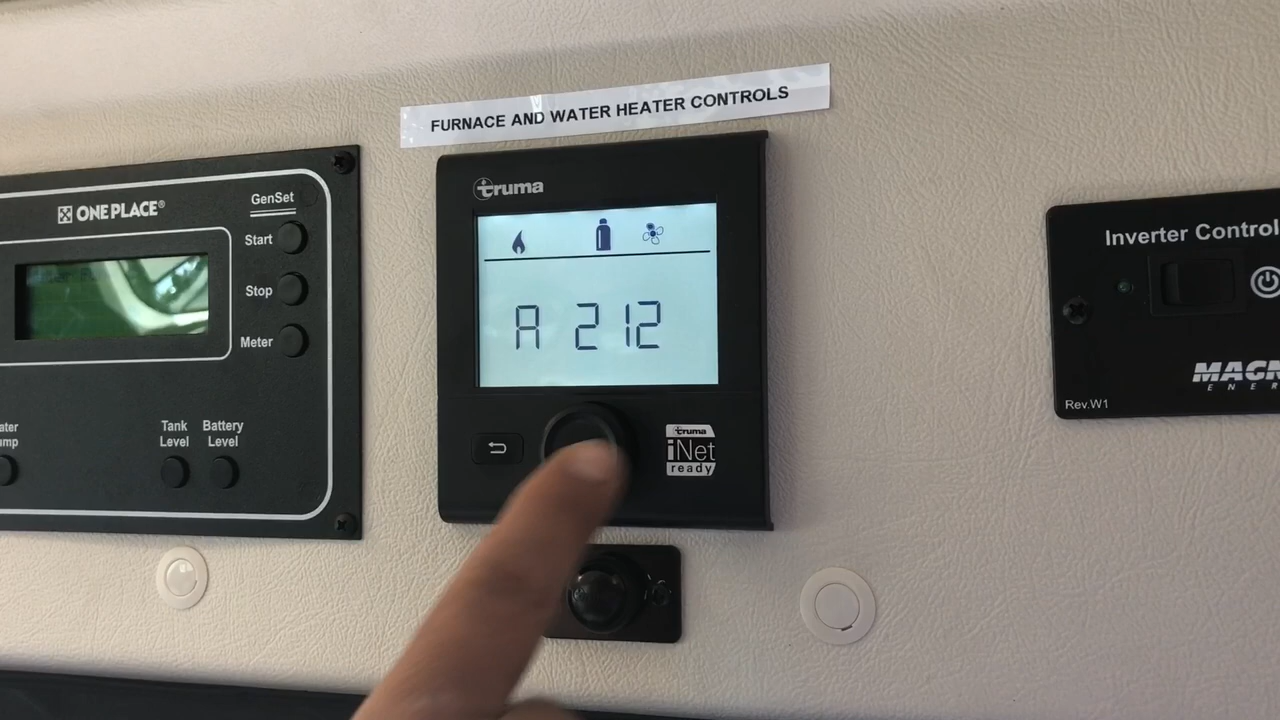 FURNACE AND WATER HEATER CONTROLS
ONE PLACE®
GenSet
Start
Stop
Meter
Tank
Level
Battery
Level
truma
A 212
truma
iNet
ready
Inverter Control
Rev.W1